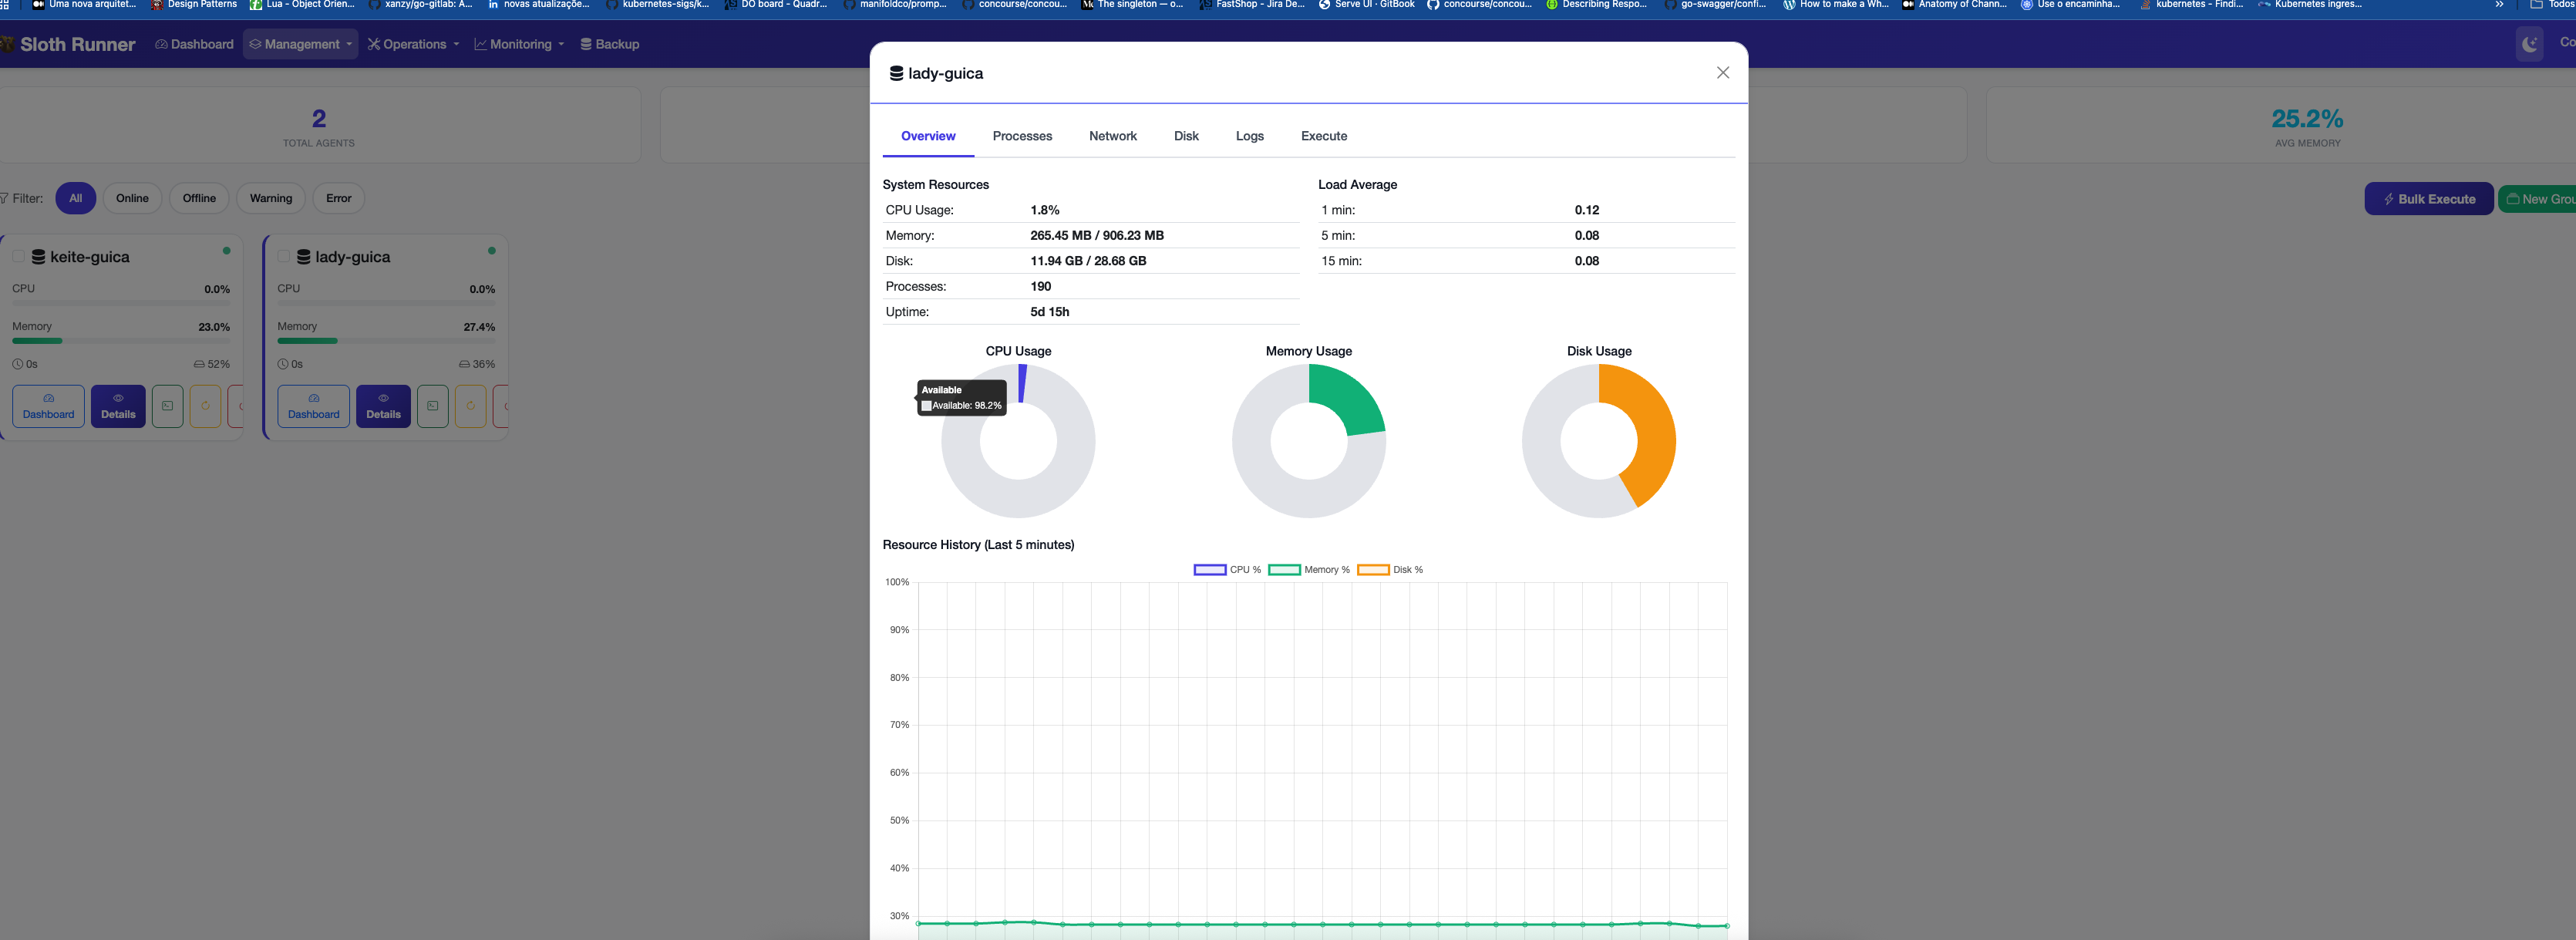 Uma nova arquitet... Design Patterns Lua - Object Orien... xanzy/go-gitlab: A... novas atualizaçõe... kubernetes-sigs/k... DO board - Quadr... manifoldco/promp... concourse/concou... The singleton — o... FastShop - Jira De... Serve UI · GitBook concourse/concou... Describing Respo... go-swagger/confi... How to make a Wh... Anatomy of Chann... Use o encaminha... kubernetes - Findi... Kubernetes ingres... » Todos
Sloth Runner Dashboard Management Operations Monitoring Backup Co
2
TOTAL AGENTS
25.2%
AVG MEMORY
Filter: All Online Offline Warning Error
Bulk Execute New Grou
keite-guica
CPU 0.0%
Memory 23.0%
0s 52%
Dashboard Details
lady-guica
CPU 0.0%
Memory 27.4%
0s 36%
Dashboard Details
lady-guica
Overview Processes Network Disk Logs Execute
System Resources
CPU Usage: 1.8%
Memory: 265.45 MB / 906.23 MB
Disk: 11.94 GB / 28.68 GB
Processes: 190
Uptime: 5d 15h
Load Average
1 min: 0.12
5 min: 0.08
15 min: 0.08
CPU Usage
Available
Available: 98.2%
Memory Usage
Disk Usage
Resource History (Last 5 minutes)
CPU % Memory % Disk %
100%
90%
80%
70%
60%
50%
40%
30%